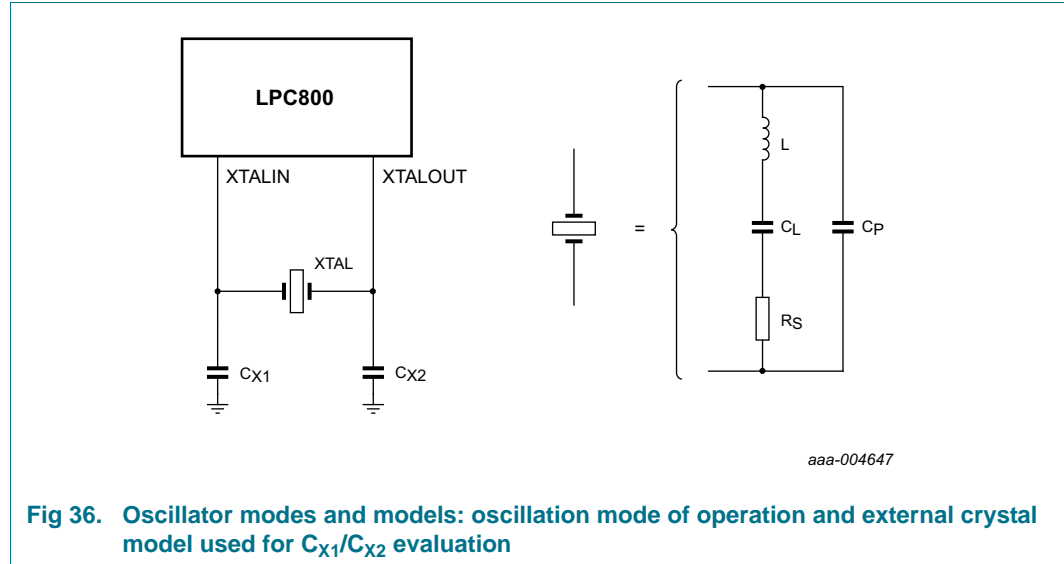 LPC800
XTALIN XTALOUT
XTAL
CX1 CX2
=
L
CL CP
RS
aaa-004647
Fig 36. Oscillator modes and models: oscillation mode of operation and external crystal
model used for CX1/CX2 evaluation